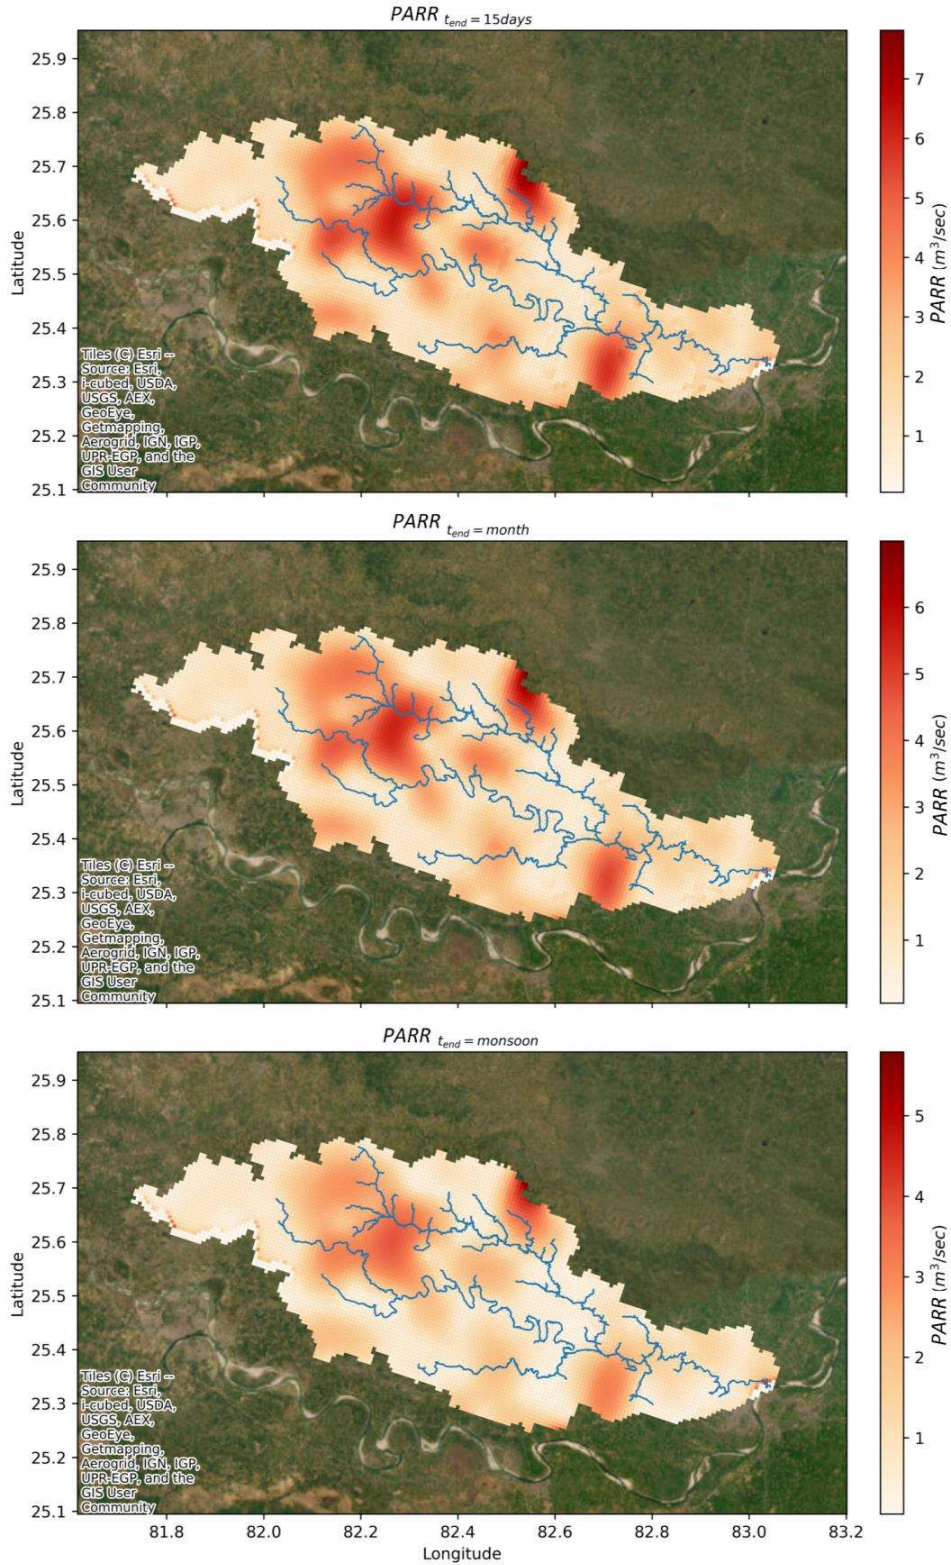 PARR t_end = 15days
25.9
25.8
25.7
25.6
25.5
25.4
25.3
25.2
25.1
Latitude
Tiles (C) Esri --
Source: Esri,
i-cubed, USDA,
USGS, AEX,
GeoEye,
Getmapping,
Aerogrid, IGN, IGP,
UPR-EGP, and the
GIS User
Community
7
6
5
4
3
2
1
PARR (m³/sec)
PARR t_end = month
25.9
25.8
25.7
25.6
25.5
25.4
25.3
25.2
25.1
Latitude
Tiles (C) Esri --
Source: Esri,
i-cubed, USDA,
USGS, AEX,
GeoEye,
Getmapping,
Aerogrid, IGN, IGP,
UPR-EGP, and the
GIS User
Community
6
5
4
3
2
1
PARR (m³/sec)
PARR t_end = monsoon
25.9
25.8
25.7
25.6
25.5
25.4
25.3
25.2
25.1
Latitude
Tiles (C) Esri --
Source: Esri,
i-cubed, USDA,
USGS, AEX,
GeoEye,
Getmapping,
Aerogrid, IGN, IGP,
UPR-EGP, and the
GIS User
Community
5
4
3
2
1
PARR (m³/sec)
81.8 82.0 82.2 82.4 82.6 82.8 83.0 83.2
Longitude